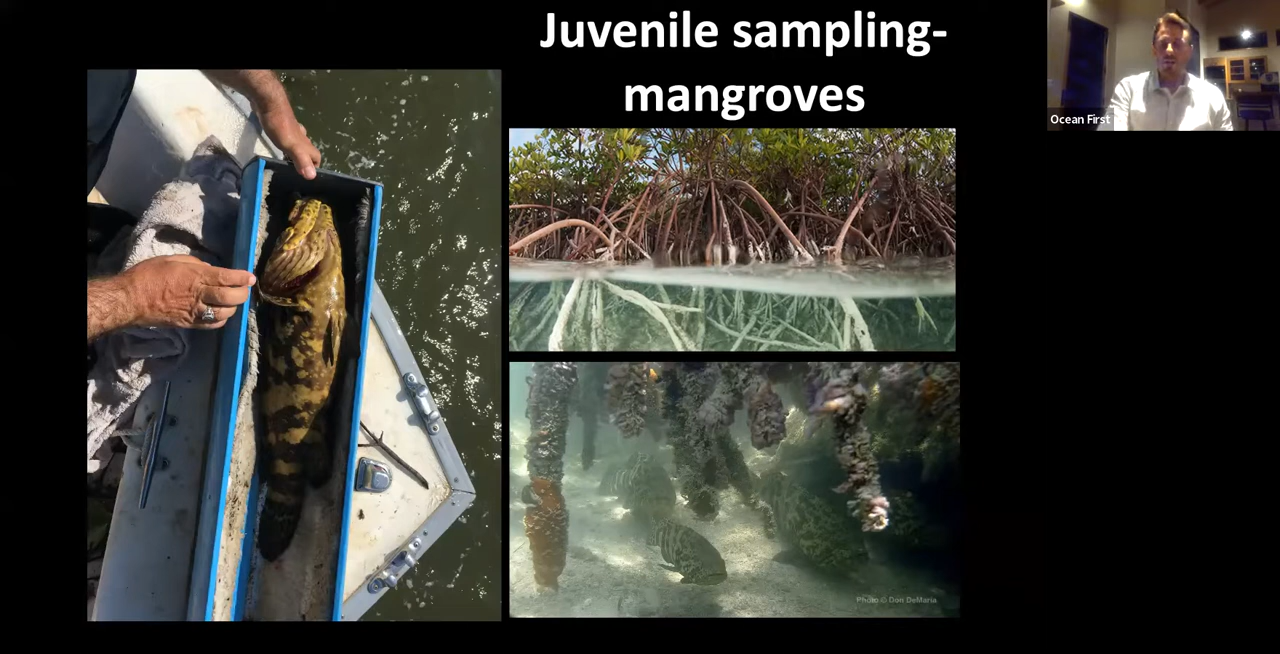 Juvenile sampling-
mangroves
Ocean First
Photo © Don DeMaria